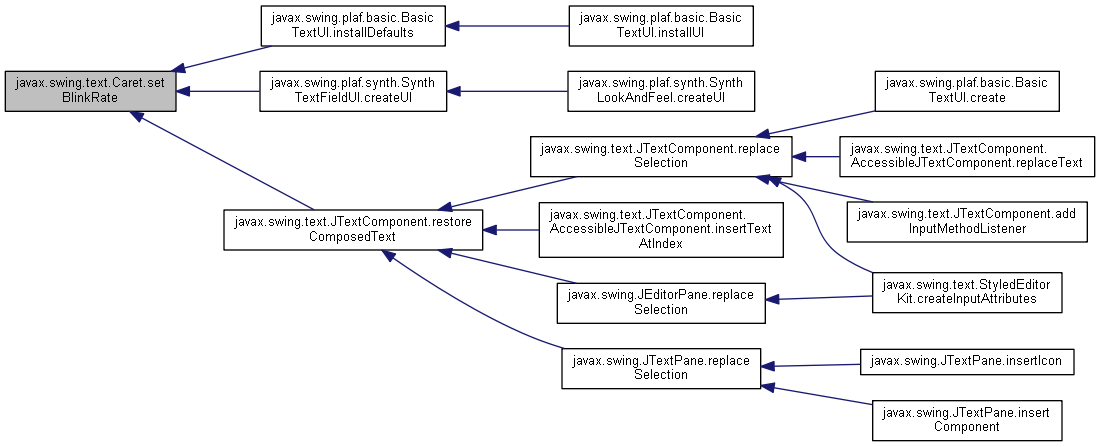 javax.swing.plaf.basic.Basic
TextUI.installDefaults
javax.swing.plaf.basic.Basic
TextUI.installUI
javax.swing.text.Caret.set
BlinkRate
javax.swing.plaf.synth.Synth
TextFieldUI.createUI
javax.swing.plaf.synth.Synth
LookAndFeel.createUI
javax.swing.plaf.basic.Basic
TextUI.create
javax.swing.text.JTextComponent.replace
Selection
javax.swing.text.JTextComponent.
AccessibleJTextComponent.replaceText
javax.swing.text.JTextComponent.restore
ComposedText
javax.swing.text.JTextComponent.
AccessibleJTextComponent.insertText
AtIndex
javax.swing.text.JTextComponent.add
InputMethodListener
javax.swing.JEditorPane.replace
Selection
javax.swing.text.StyledEditor
Kit.createInputAttributes
javax.swing.JTextPane.replace
Selection
javax.swing.JTextPane.insertIcon
javax.swing.JTextPane.insert
Component